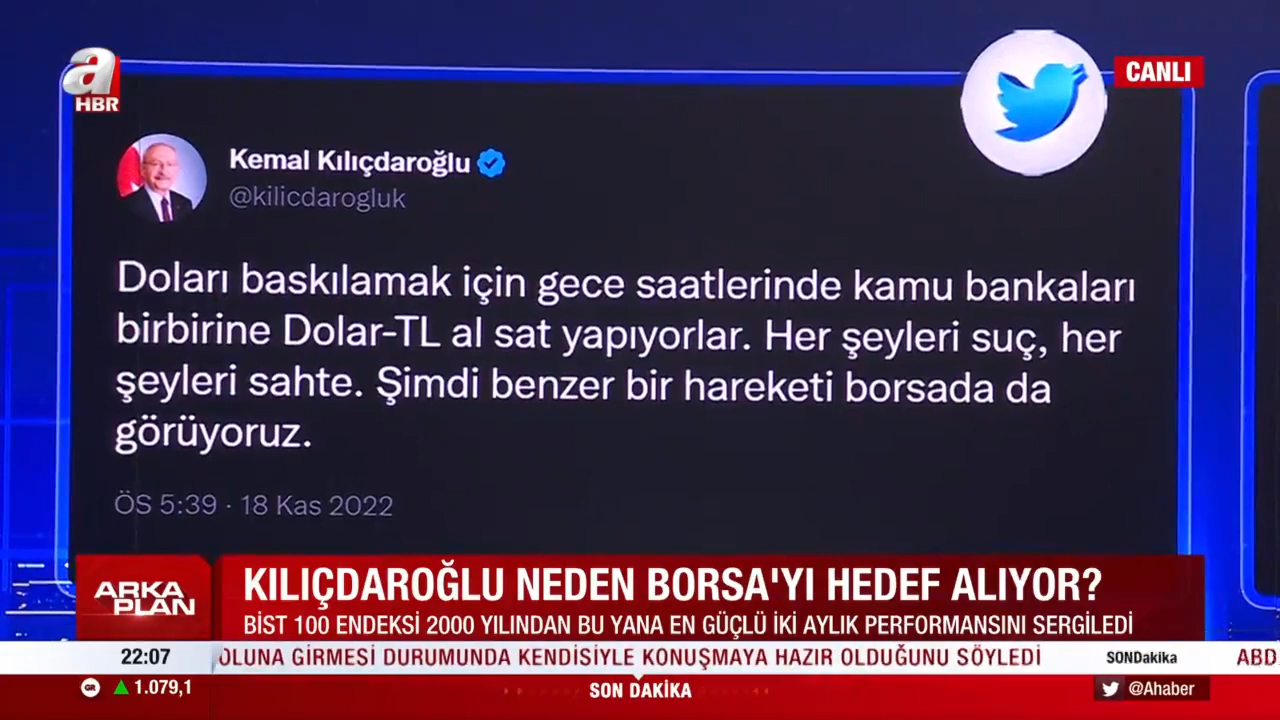 a
HBR
CANLI
Kemal Kılıçdaroğlu
@kilicdarogluk
Doları baskılamak için gece saatlerinde kamu bankaları
birbirine Dolar-TL al sat yapıyorlar. Her şeyleri suç, her
şeyleri sahte. Şimdi benzer bir hareketi borsada da
görüyoruz.
ÖS 5:39 · 18 Kas 2022
ARKA
PLAN
KILIÇDAROĞLU NEDEN BORSA'YI HEDEF ALIYOR?
BİST 100 ENDEKSİ 2000 YILINDAN BU YANA EN GÜÇLÜ İKİ AYLIK PERFORMANSINI SERGİLEDİ
22:07
OLUNA GİRMESİ DURUMUNDA KENDİSİYLE KONUŞMAYA HAZIR OLDUĞUNU SÖYLEDİ
SONDakika
ABD
GR ▲ 1.079,1
SON DAKİKA
@Ahaber